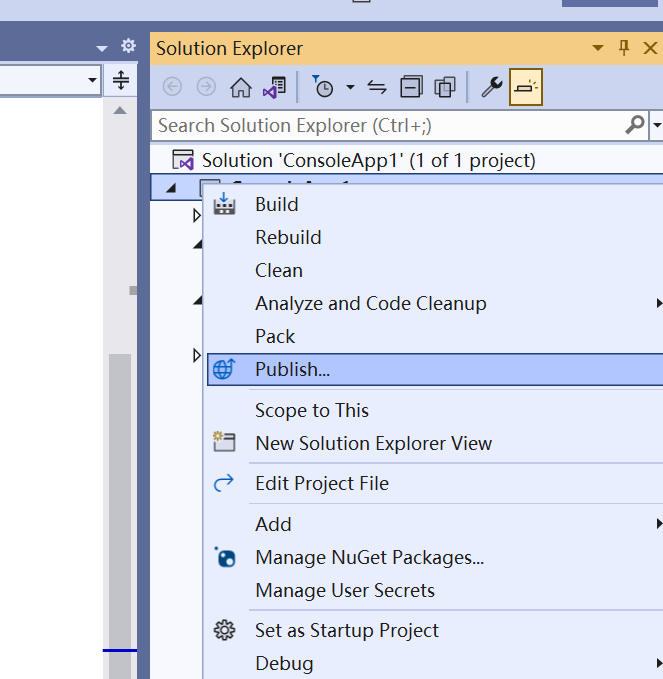 Solution Explorer
Search Solution Explorer (Ctrl+;)
Solution 'ConsoleApp1' (1 of 1 project)
Build
Rebuild
Clean
Analyze and Code Cleanup
Pack
Publish...
Scope to This
New Solution Explorer View
Edit Project File
Add
Manage NuGet Packages...
Manage User Secrets
Set as Startup Project
Debug